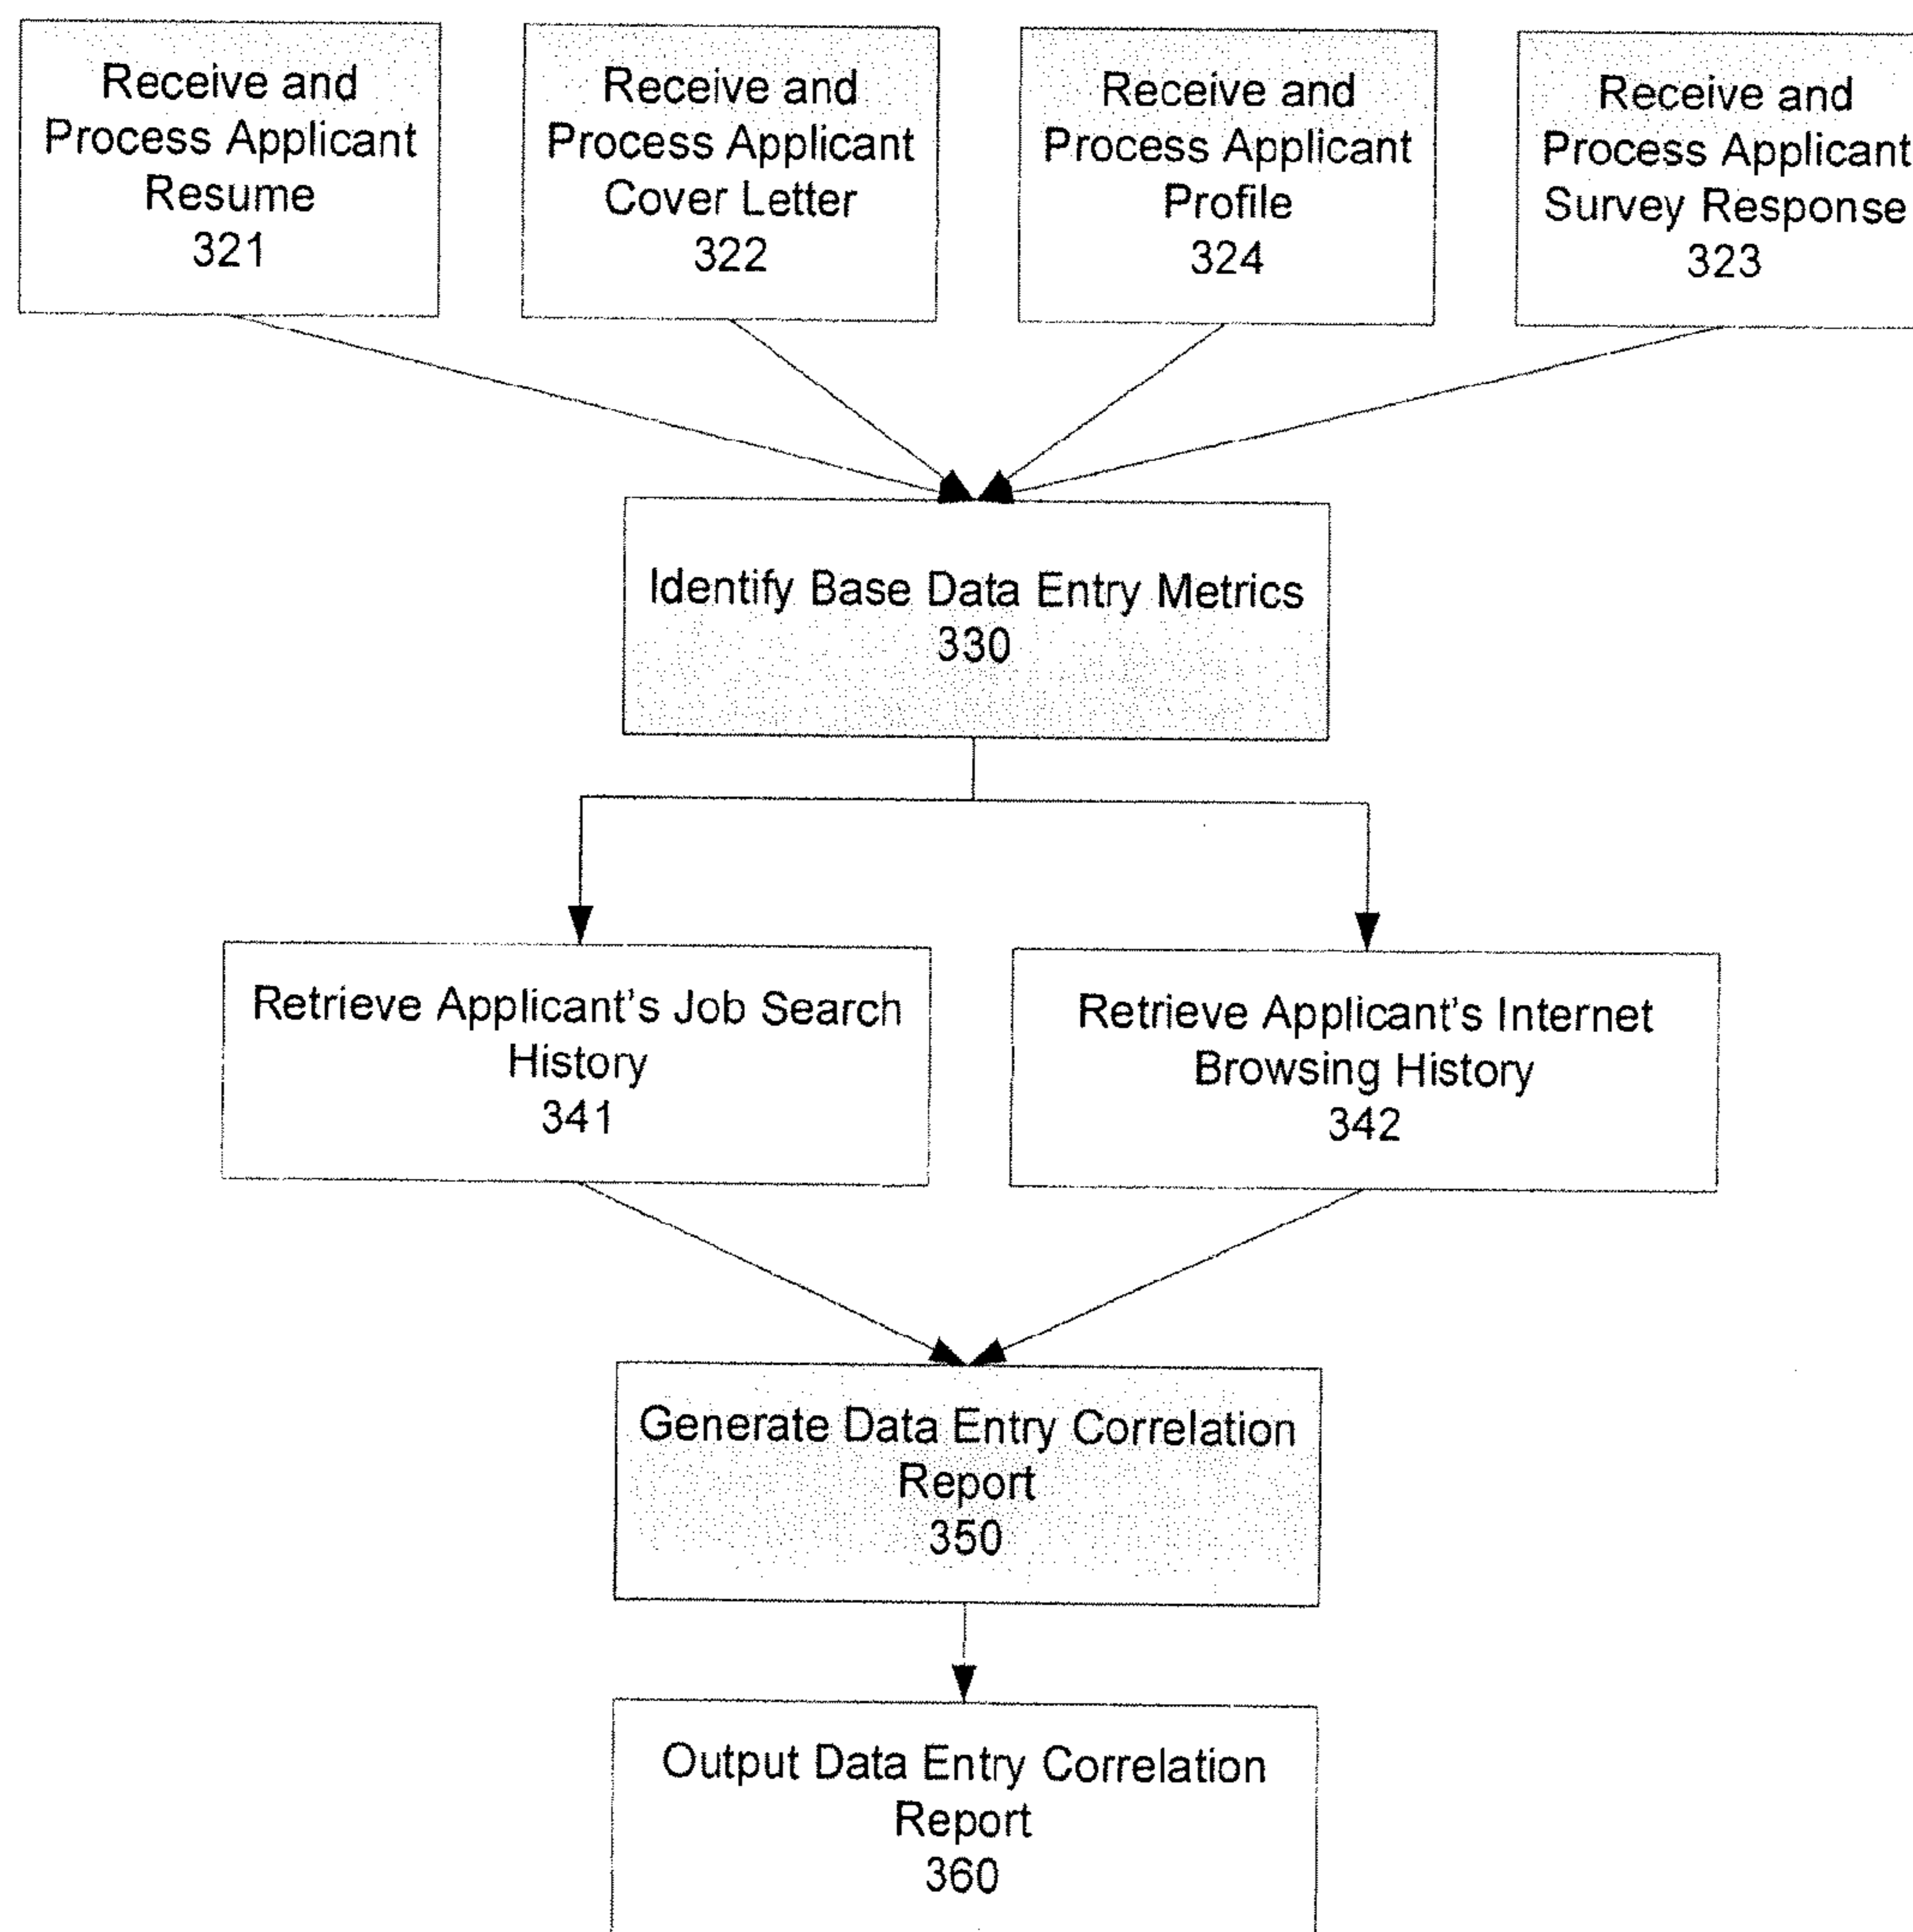 Receive and
Process Applicant
Resume
321
Receive and
Process Applicant
Cover Letter
322
Receive and
Process Applicant
Profile
324
Receive and
Process Applicant
Survey Response
323
Identify Base Data Entry Metrics
330
Retrieve Applicant's Job Search
History
341
Retrieve Applicant's Internet
Browsing History
342
Generate Data Entry Correlation
Report
350
Output Data Entry Correlation
Report
360